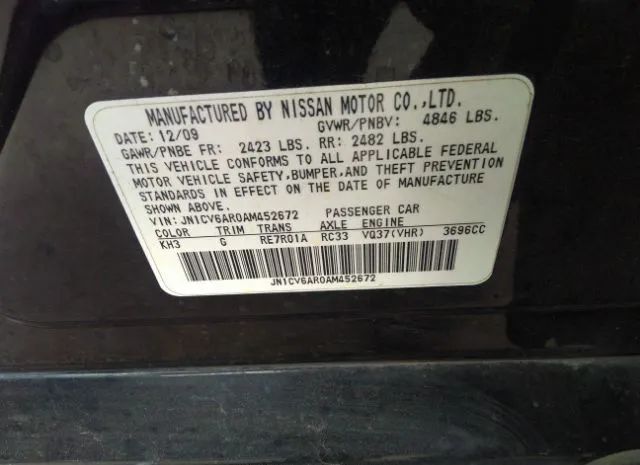 MANUFACTURED BY NISSAN MOTOR CO.,LTD.
DATE: 12/09 GVWR/PNBV: 4846 LBS.
GAWR/PNBE FR: 2423 LBS. RR: 2482 LBS.
THIS VEHICLE CONFORMS TO ALL APPLICABLE FEDERAL
MOTOR VEHICLE SAFETY,BUMPER,AND THEFT PREVENTION
STANDARDS IN EFFECT ON THE DATE OF MANUFACTURE
SHOWN ABOVE.
VIN: JN1CV6AR0AM452672 PASSENGER CAR
COLOR TRIM TRANS AXLE ENGINE
KH3 G RE7R01A RC33 VQ37(VHR) 3696CC
JN1CV6AR0AM452672